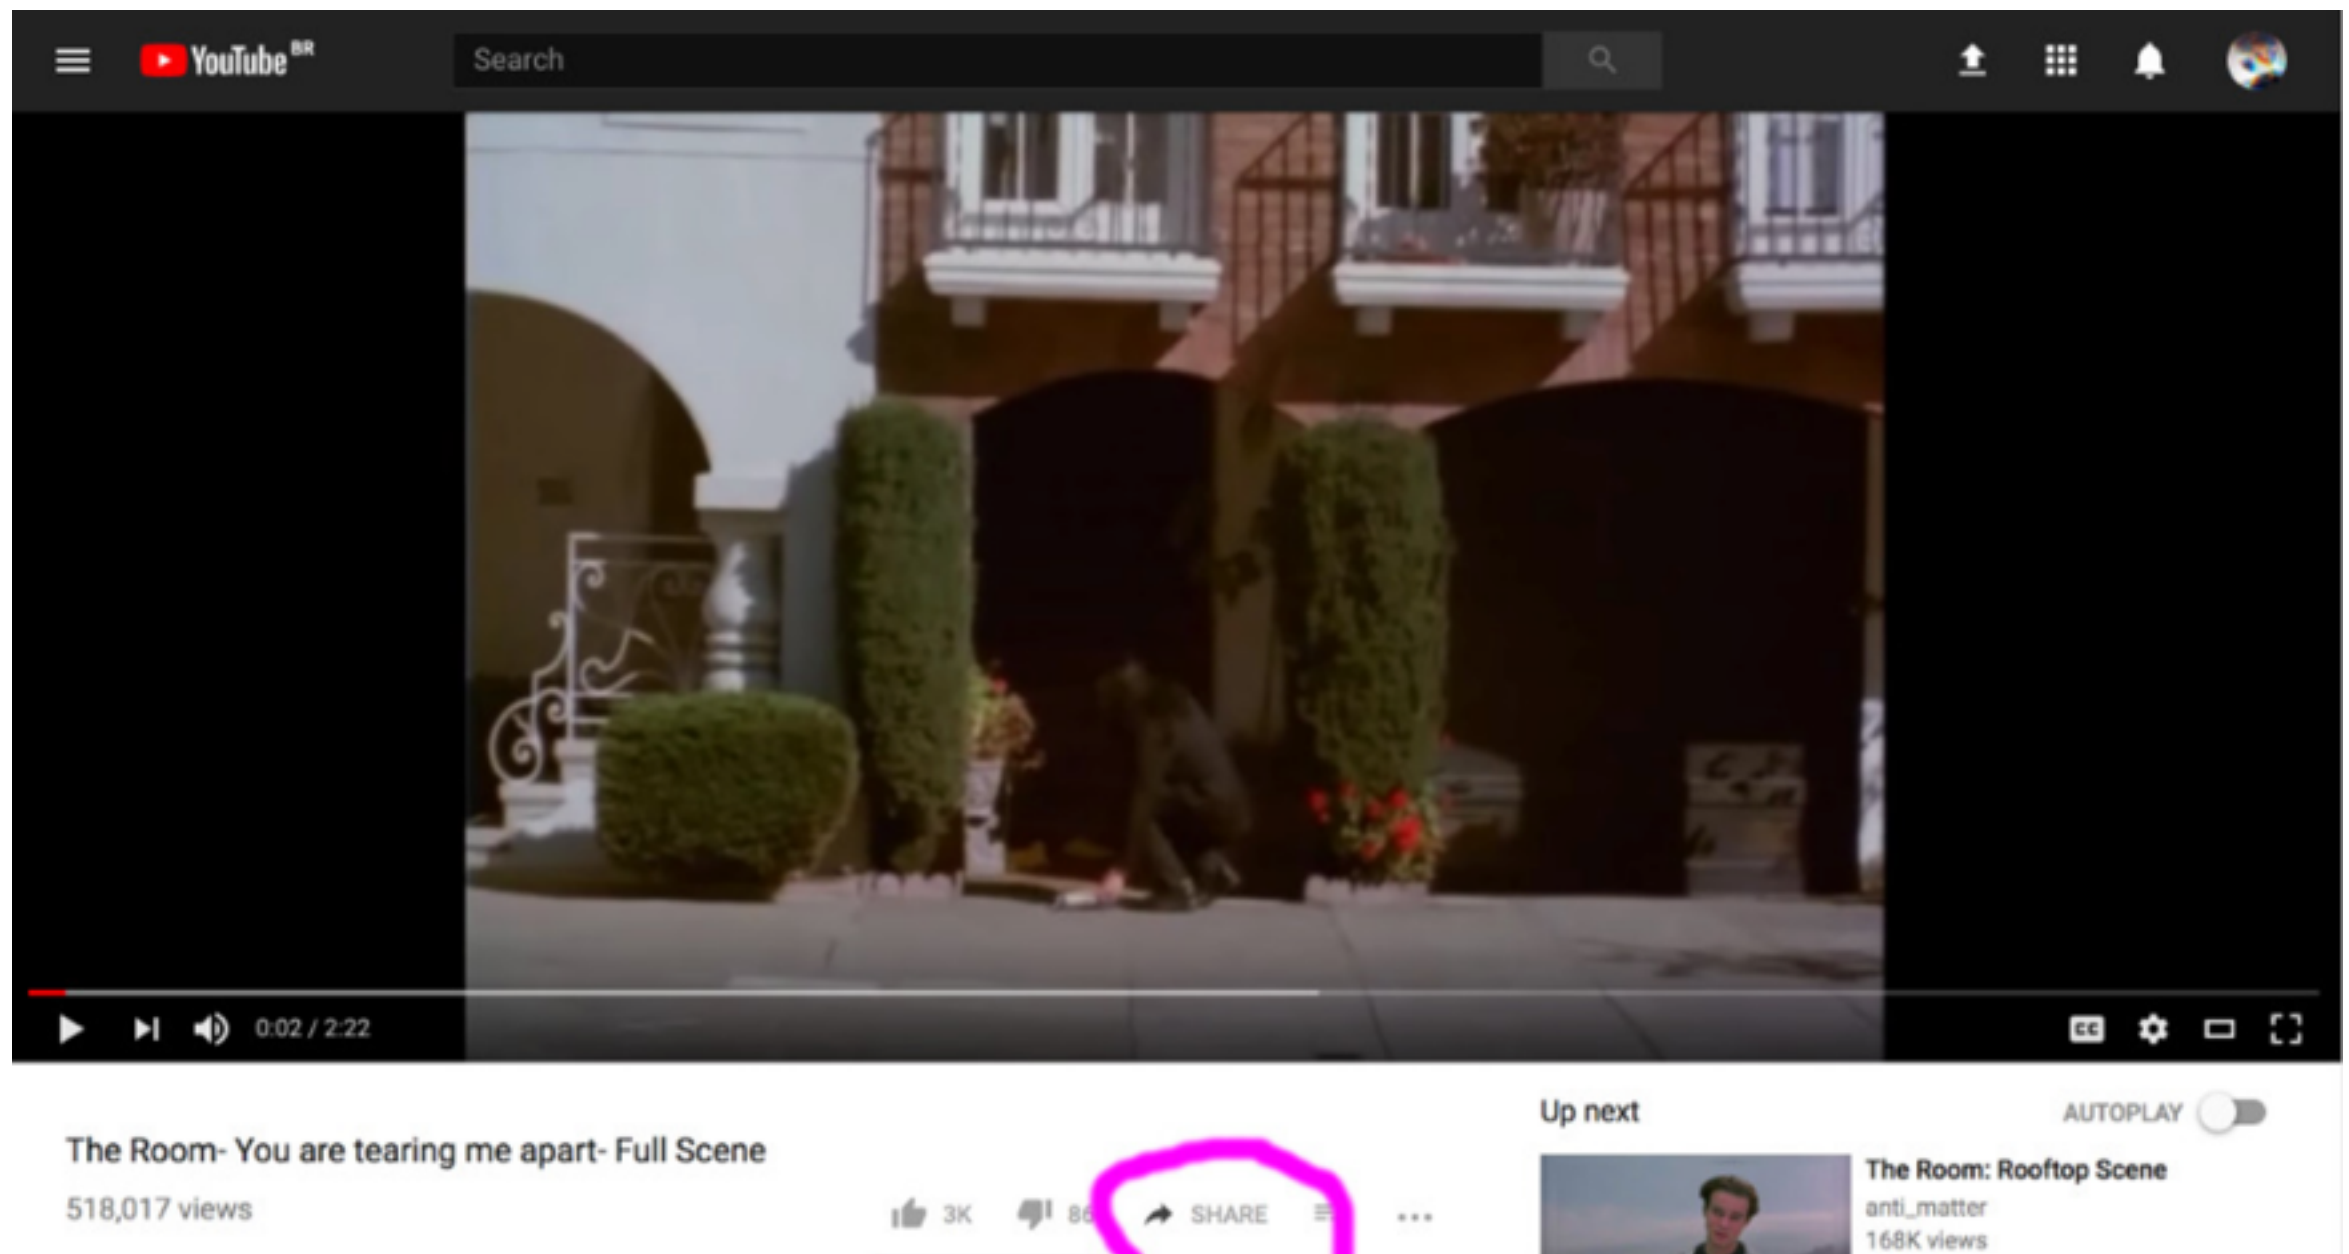 YouTube BR
Search
0:02 / 2:22
CC
The Room- You are tearing me apart- Full Scene
518,017 views
3K
SHARE
Up next
AUTOPLAY
The Room: Rooftop Scene
anti_matter
168K views